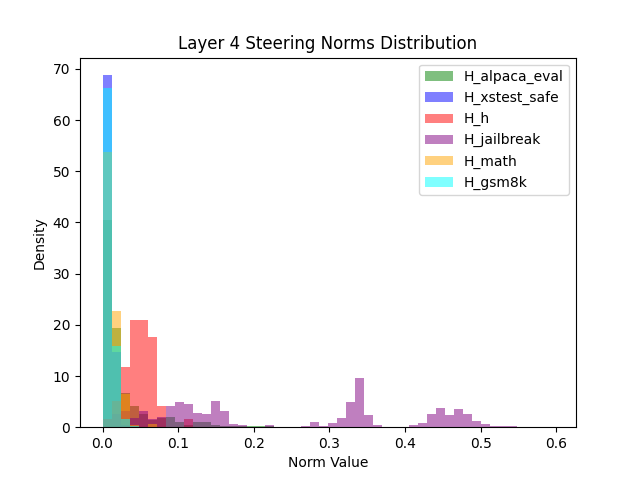 Layer 4 Steering Norms Distribution
70
60
50
40
30
20
10
0
Density
H_alpaca_eval
H_xstest_safe
H_h
H_jailbreak
H_math
H_gsm8k
0.0 0.1 0.2 0.3 0.4 0.5 0.6
Norm Value